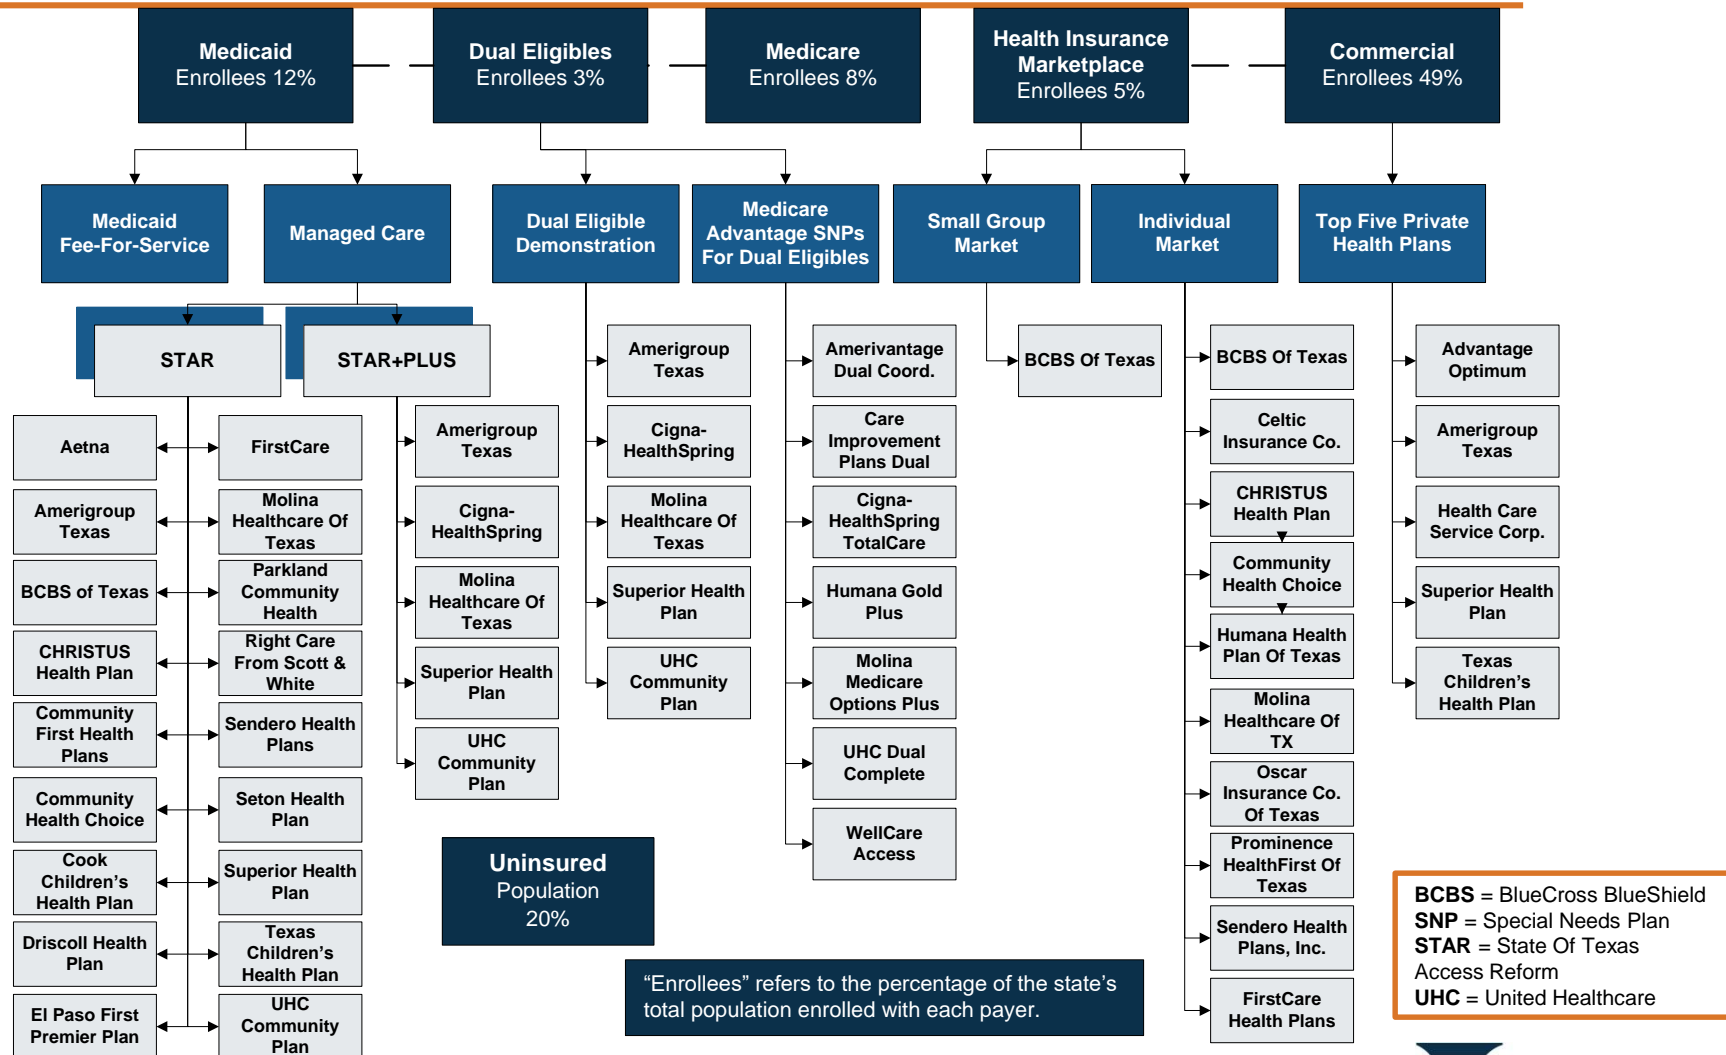 Medicaid
Enrollees 12%
Dual Eligibles
Enrollees 3%
Medicare
Enrollees 8%
Health Insurance
Marketplace
Enrollees 5%
Commercial
Enrollees 49%
Medicaid
Fee-For-Service
Managed Care
Dual Eligible
Demonstration
Medicare
Advantage SNPs
For Dual Eligibles
Small Group
Market
Individual
Market
Top Five Private
Health Plans
STAR
STAR+PLUS
Aetna
Amerigroup
Texas
BCBS of Texas
CHRISTUS
Health Plan
Community
First Health
Plans
Community
Health Choice
Cook
Children's
Health Plan
Driscoll Health
Plan
El Paso First
Premier Plan
FirstCare
Molina
Healthcare Of
Texas
Parkland
Community
Health
Right Care
From Scott &
White
Sendero Health
Plans
Seton Health
Plan
Superior Health
Plan
Texas
Children's
Health Plan
UHC
Community
Plan
Amerigroup
Texas
Cigna-
HealthSpring
Molina
Healthcare Of
Texas
Superior Health
Plan
UHC
Community
Plan
Amerigroup
Texas
Cigna-
HealthSpring
Molina
Healthcare Of
Texas
Superior Health
Plan
UHC
Community
Plan
Amerivantage
Dual Coord.
Care
Improvement
Plans Dual
Cigna-
HealthSpring
TotalCare
Humana Gold
Plus
Molina
Medicare
Options Plus
UHC Dual
Complete
WellCare
Access
BCBS Of Texas
BCBS Of Texas
Celtic
Insurance Co.
CHRISTUS
Health Plan
Community
Health Choice
Humana Health
Plan Of Texas
Molina
Healthcare Of
TX
Oscar
Insurance Co.
Of Texas
Prominence
HealthFirst Of
Texas
Sendero Health
Plans, Inc.
FirstCare
Health Plans
Advantage
Optimum
Amerigroup
Texas
Health Care
Service Corp.
Superior Health
Plan
Texas
Children's
Health Plan
Uninsured
Population
20%
"Enrollees" refers to the percentage of the state's
total population enrolled with each payer.
BCBS = BlueCross BlueShield
SNP = Special Needs Plan
STAR = State Of Texas
Access Reform
UHC = United Healthcare